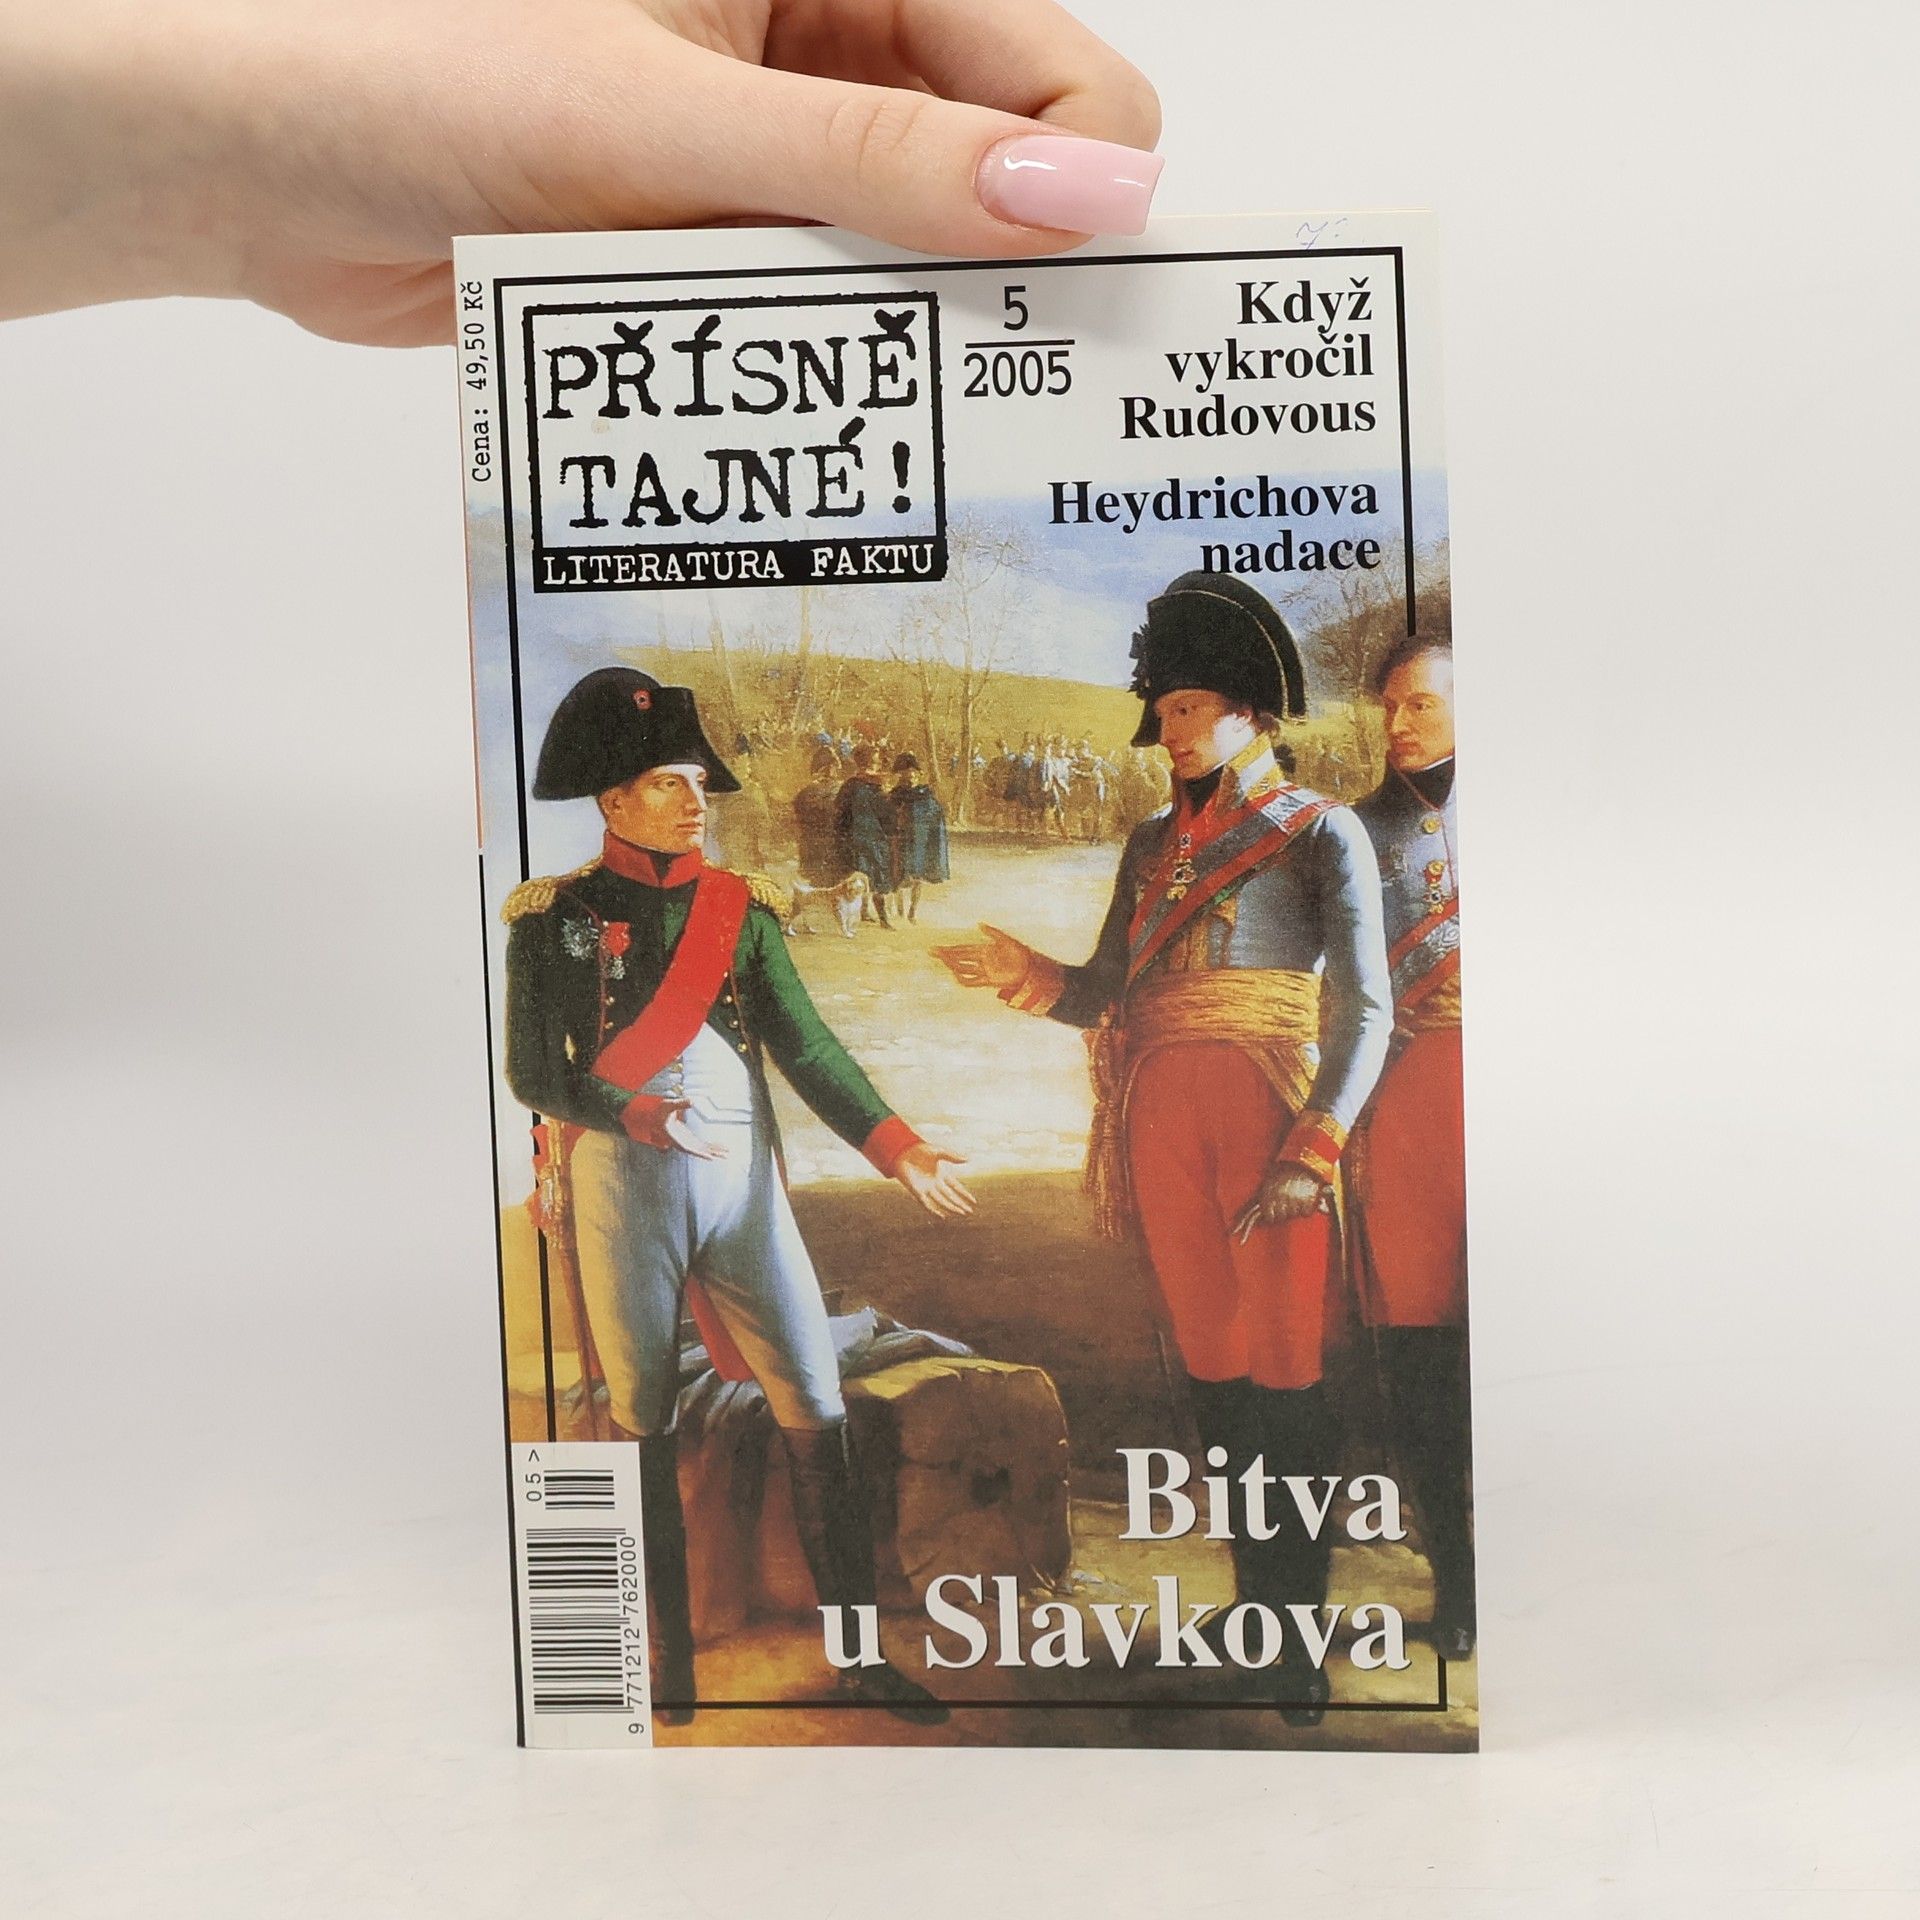 Cena: 49,50 Kč
PŘÍSNĚ
TAJNÉ!
LITERATURA FAKTU
5
2005
Když
vykročil
Rudovous
Heydrichova
nadace
Bitva
u Slavkova
05>
9 771212 762000